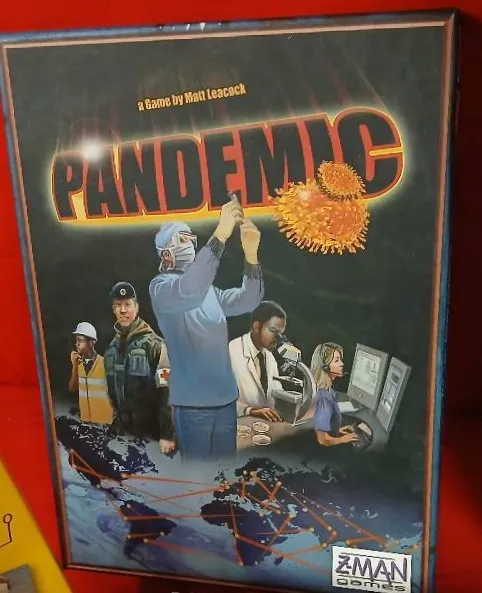 a Game by Matt Leacock
PANDEMIC
Z-MAN
games